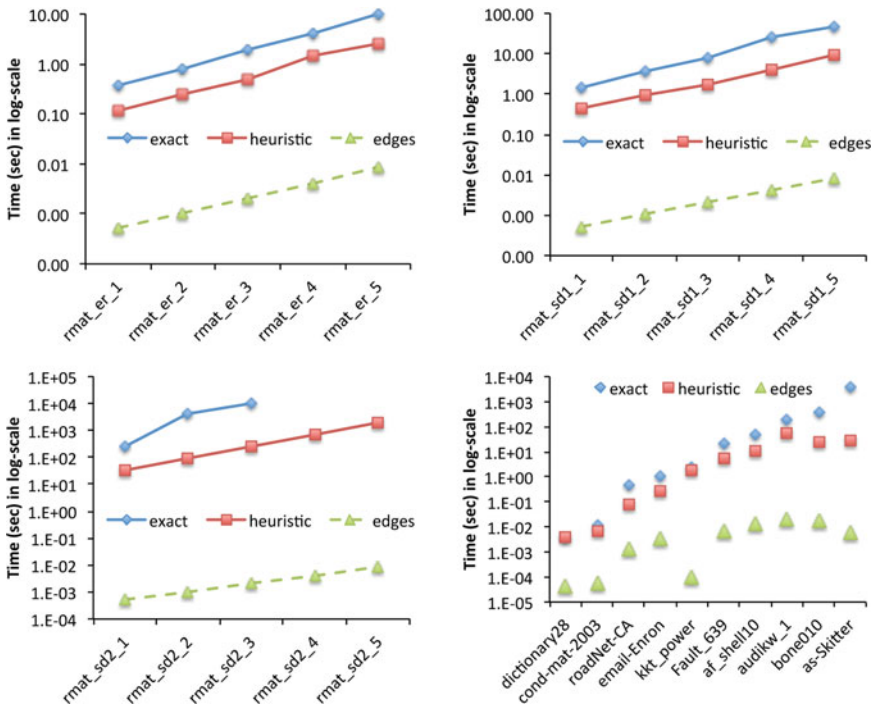 Time (sec) in log-scale
10.00
1.00
0.10
0.01
0.00
0.00
exact heuristic edges
rmat_er_1
rmat_er_2
rmat_er_3
rmat_er_4
rmat_er_5
Time (sec) in log-scale
100.00
10.00
1.00
0.10
0.01
0.00
0.00
exact heuristic edges
rmat_sd1_1
rmat_sd1_2
rmat_sd1_3
rmat_sd1_4
rmat_sd1_5
Time (sec) in log-scale
1.E+05
1.E+04
1.E+03
1.E+02
1.E+01
1.E+00
1.E-01
1.E-02
1.E-03
1.E-04
exact heuristic edges
rmat_sd2_1
rmat_sd2_2
rmat_sd2_3
rmat_sd2_4
rmat_sd2_5
Time (sec) in log-scale
1.E+04
1.E+03
1.E+02
1.E+01
1.E+00
1.E-01
1.E-02
1.E-03
1.E-04
1.E-05
exact heuristic edges
dictionary28
cond-mat-2003
roadNet-CA
email-Enron
kkt_power
Fault_639
af_shell10
audikw_1
bone010
as-Skitter